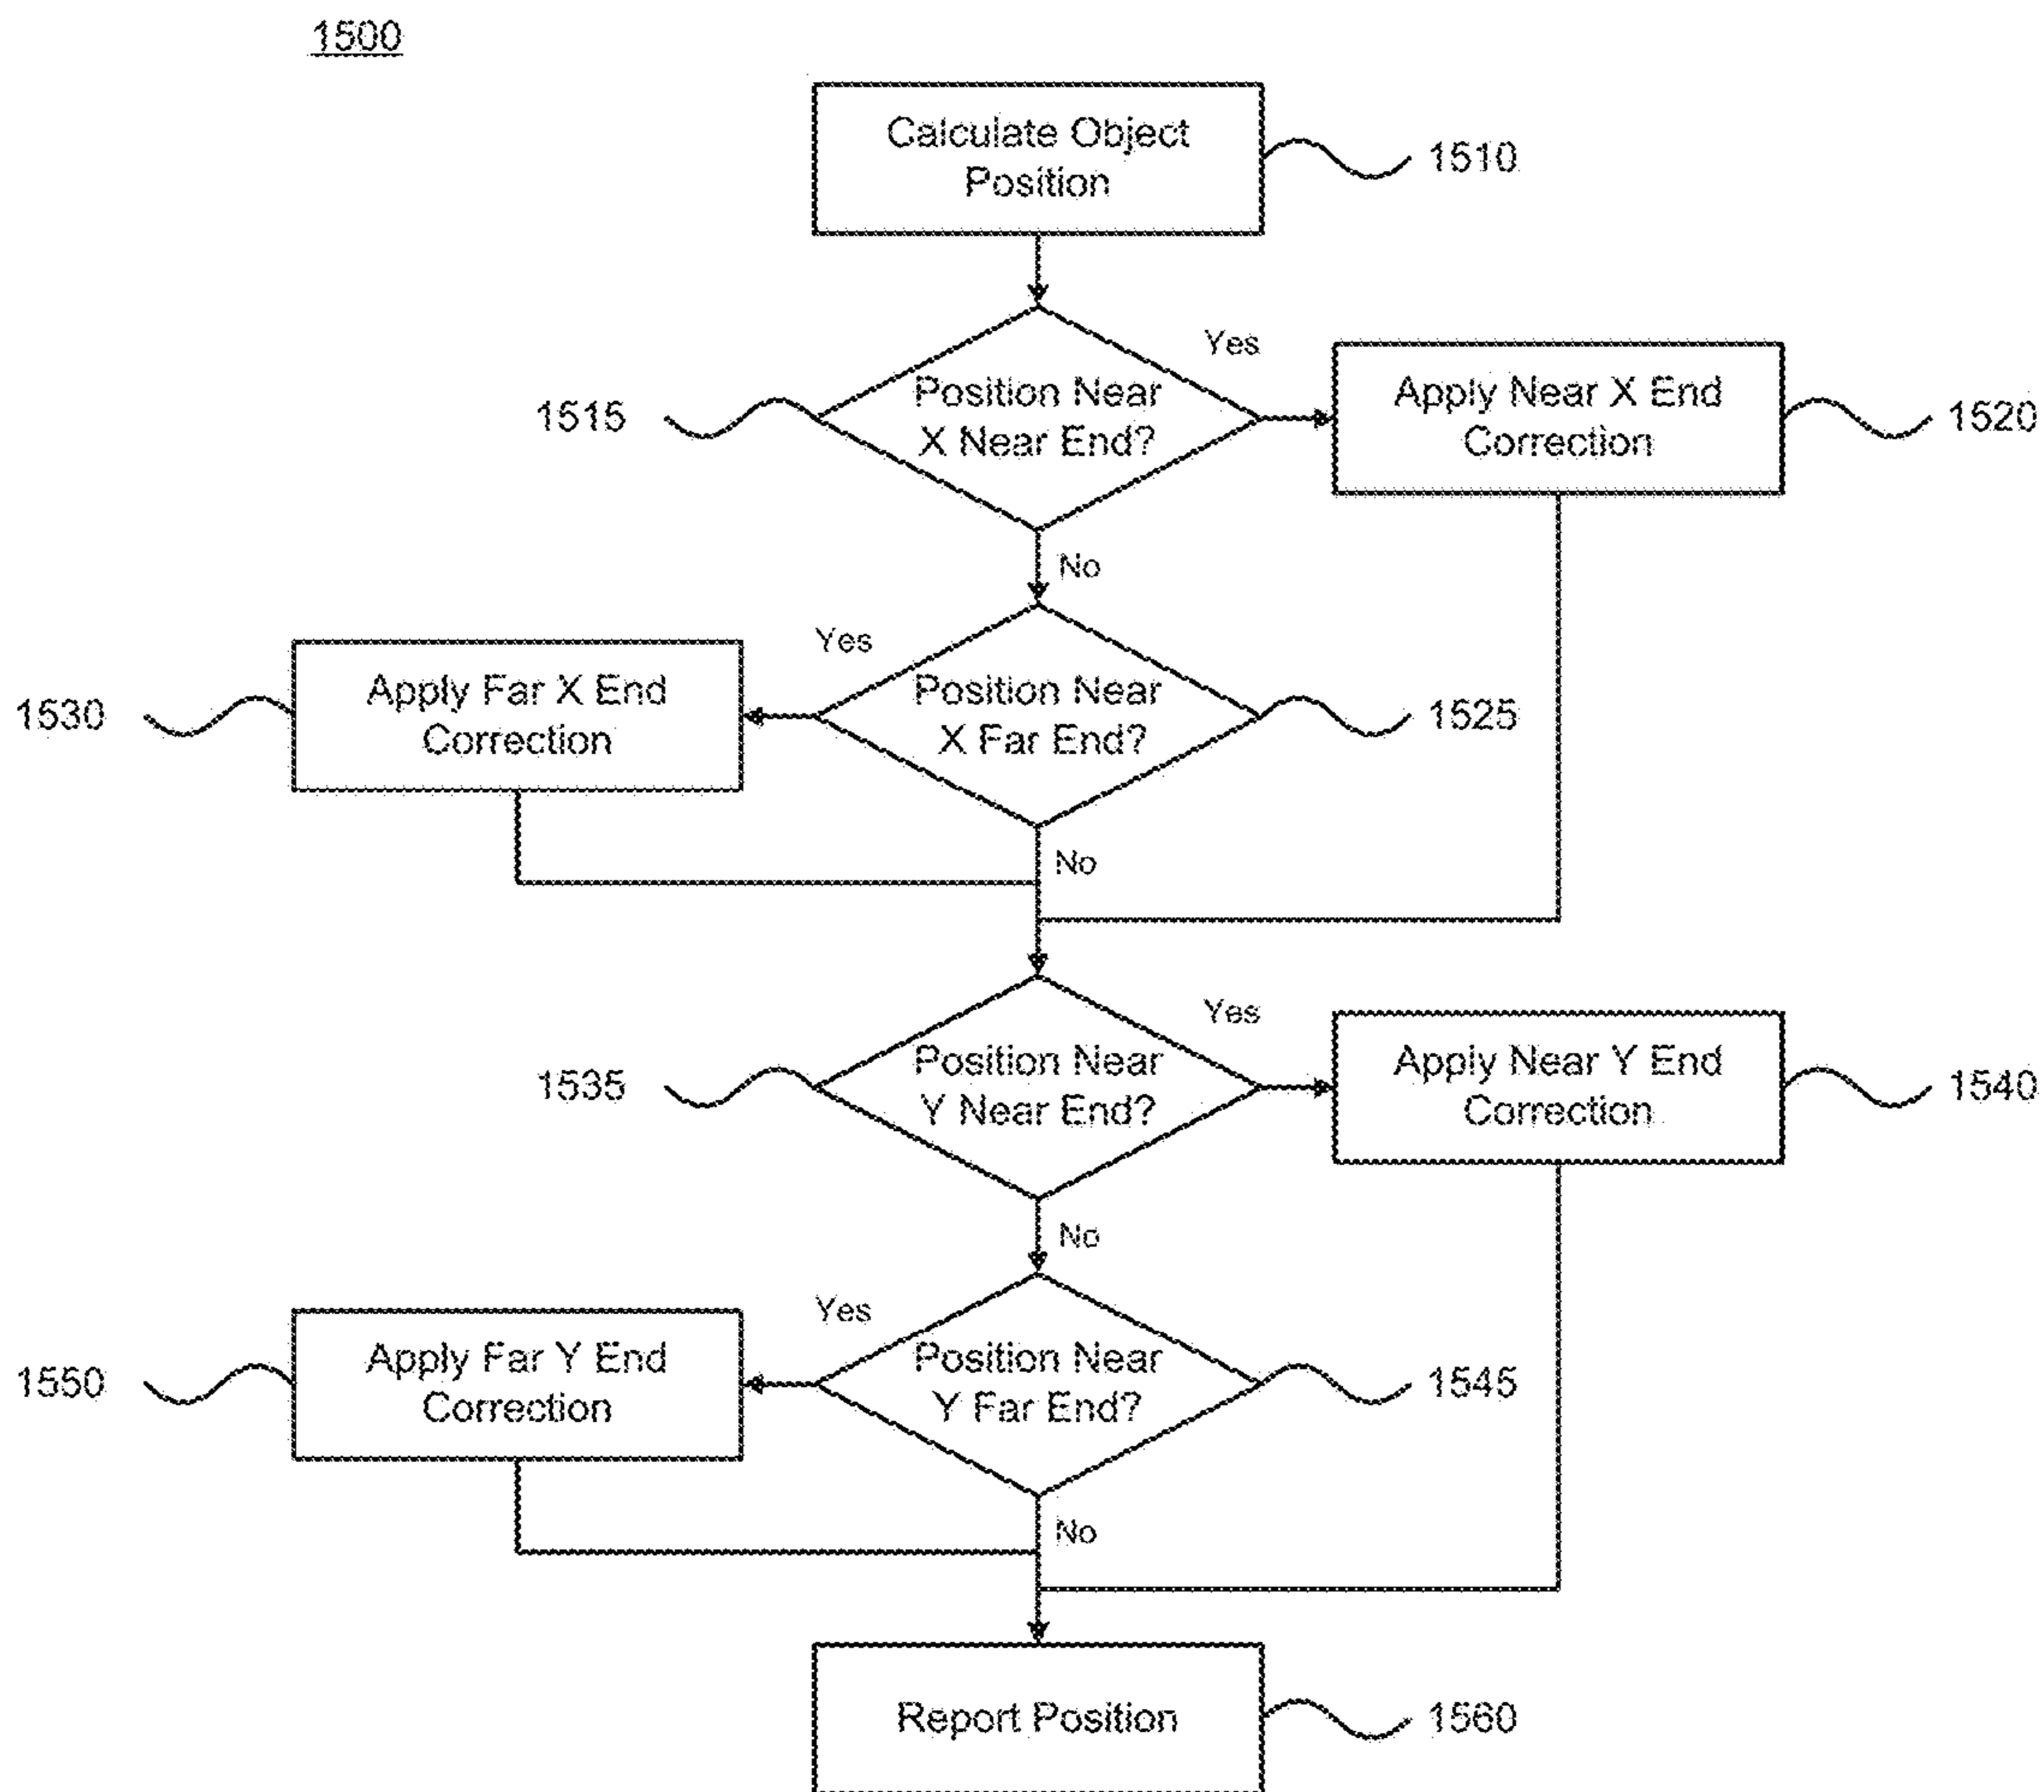 1500
Calculate Object
Position
1510
Yes
Position Near
X Near End?
1515
Apply Near X End
Correction
1520
No
Yes
Position Near
X Far End?
1525
Apply Far X End
Correction
1530
No
Yes
Position Near
Y Near End?
1535
Apply Near Y End
Correction
1540
No
Yes
Position Near
Y Far End?
1545
Apply Far Y End
Correction
1550
No
Report Position
1560